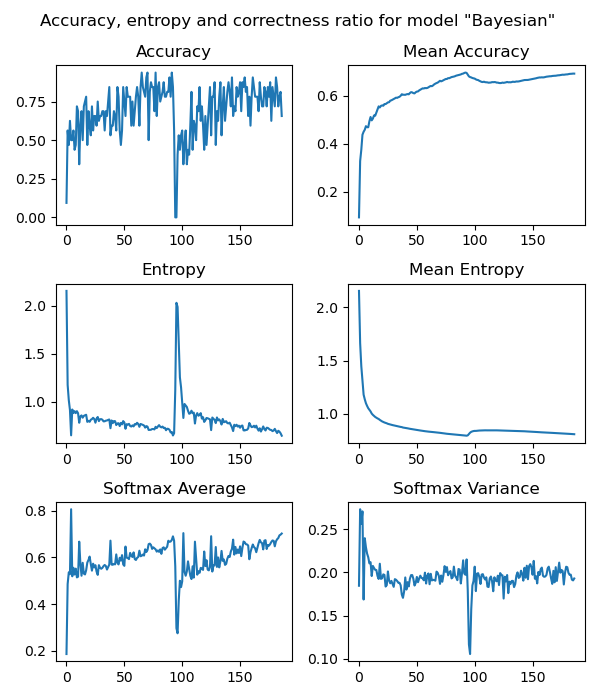 Accuracy, entropy and correctness ratio for model "Bayesian"
Accuracy
Mean Accuracy
0.75
0.50
0.25
0.00
0 50 100 150
0.6
0.4
0.2
0 50 100 150
Entropy
Mean Entropy
2.0
1.5
1.0
0 50 100 150
2.0
1.5
1.0
0 50 100 150
Softmax Average
Softmax Variance
0.8
0.6
0.4
0.2
0 50 100 150
0.25
0.20
0.15
0.10
0 50 100 150